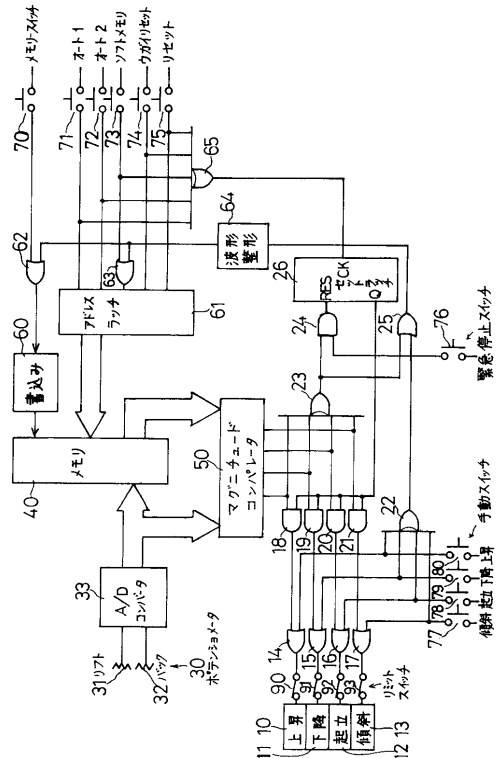 メモリースイッチ
オート1
オート2
ソフトメモリ
ウガイリセット
リセット
70
71
72
73
74
75
65
62
63
64
波形
整形
61
アドレス
ラッチ
60
書込み
26
RES
CK
セット
ラッチ
Q
24
25
76
緊急停止スイッチ
40
メモリ
50
マグニチュード
コンパレータ
23
33
A/D
コンバータ
18
19
20
21
22
手動スイッチ
31 リフト
32 バック
30
ポテンショメータ
14
15
16
17
77
78
79
80
傾斜
起立
下降
上昇
90
91
92
93
リミット
スイッチ
10
上昇
11
下降
12
起立
13
傾斜